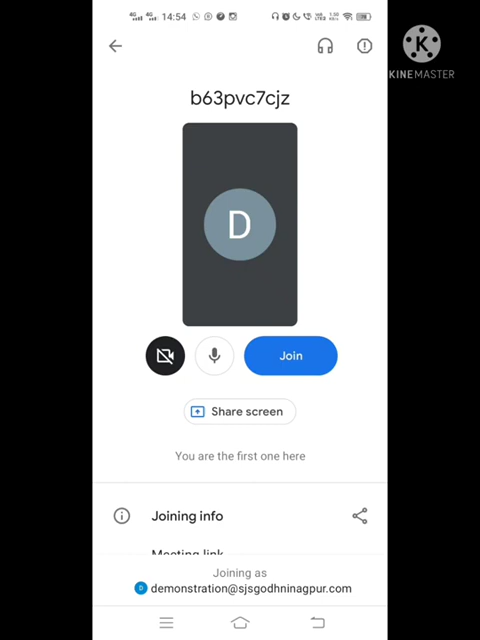 14:54
K
KINEMASTER
b63pvc7cjz
D
Join
Share screen
You are the first one here
Joining info
Meeting link
Joining as
D demonstration@sjsgodhninagpur.com